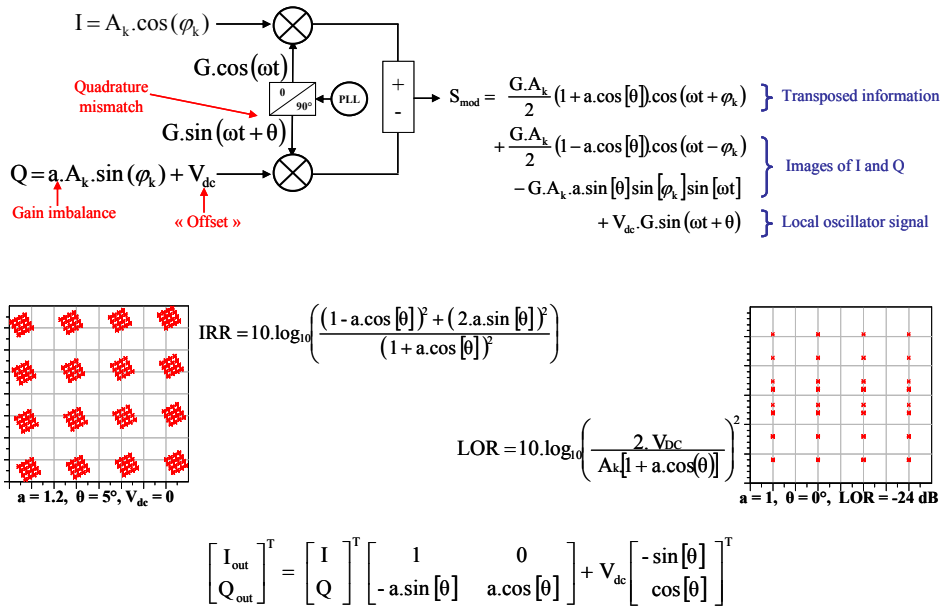 I = A_k.cos(φ_k)
G.cos(ωt)
Quadrature
mismatch
0
90°
PLL
+
-
G.sin(ωt + θ)
Q = a.A_k.sin(φ_k) + V_dc
Gain imbalance
« Offset »
S_mod = G.A_k/2 (1 + a.cos[θ]).cos(ωt + φ_k)
Transposed information
+ G.A_k/2 (1 - a.cos[θ]).cos(ωt - φ_k)
Images of I and Q
- G.A_k.a.sin[θ]sin[φ_k]sin[ωt]
+ V_dc.G.sin(ωt + θ)
Local oscillator signal
IRR = 10.log₁₀( ((1 - a.cos[θ])² + (2.a.sin[θ])²) / (1 + a.cos[θ])² )
LOR = 10.log₁₀( 2.V_DC / A_k.[1 + a.cos(θ)] )²
a = 1.2, θ = 5°, V_dc = 0
a = 1, θ = 0°, LOR = -24 dB
[I_out Q_out]^T = [I Q]^T [1 0; - a.sin[θ] a.cos[θ]] + V_dc [- sin[θ] cos[θ]]^T